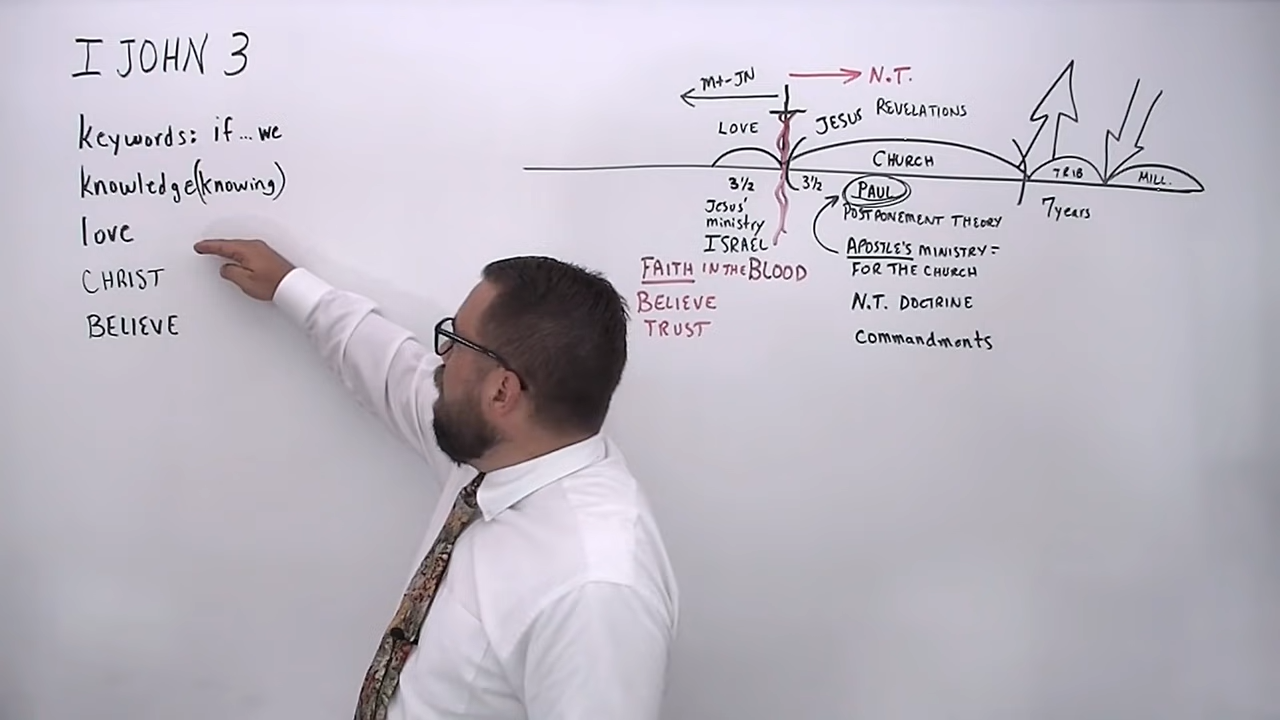 I JOHN 3
keywords: if...we
knowledge(knowing)
love
CHRIST
BELIEVE
Mt-JN
N.T.
LOVE
JESUS REVELATIONS
CHURCH
TRIB
MILL.
3½
3½
PAUL
7years
Jesus'
ministry
ISRAEL
POSTPONEMENT THEORY
APOSTLE'S MINISTRY =
FOR THE CHURCH
N.T. DOCTRINE
Commandments
FAITH IN THE BLOOD
BELIEVE
TRUST